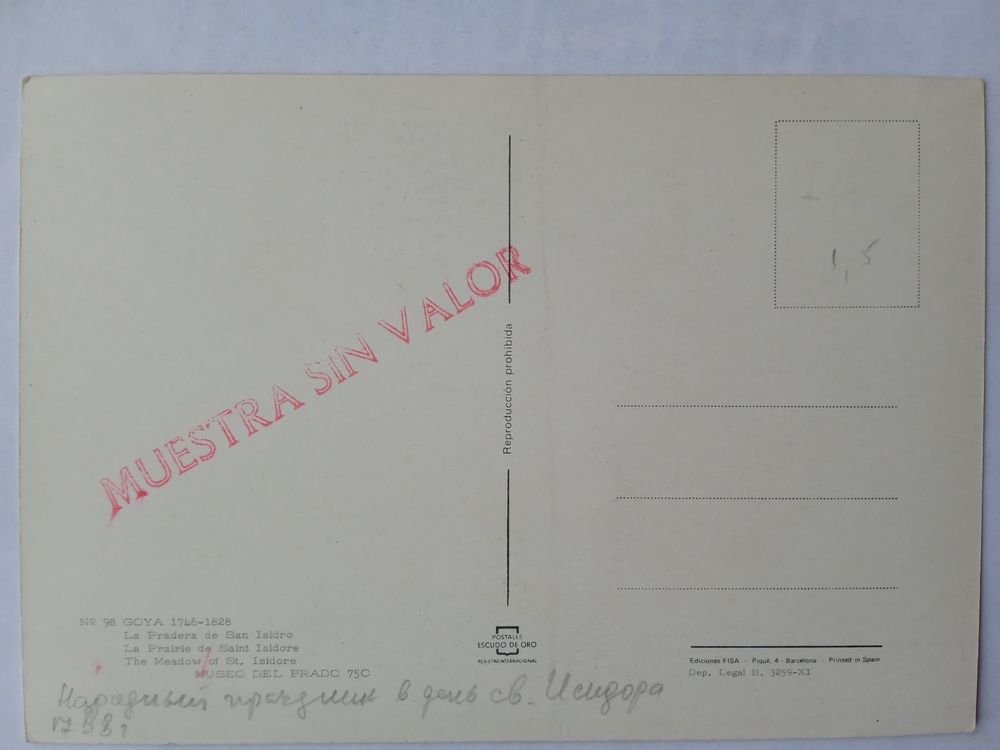 MUESTRA SIN VALOR
Reproducción prohibida
1,5
Nº 98 GOYA 1746-1828
La Pradera de San Isidro
La Prairie de Saint Isidore
The Meadow of St. Isidore
MUSEO DEL PRADO 750
Народный праздник в день св. Исидора
1788г
POSTALES
ESCUDO DE ORO
REGISTRO INTERNACIONAL
Ediciones FISA - Piqué, 4 - Barcelona - Printed in Spain
Dep. Legal B. 3259-XI